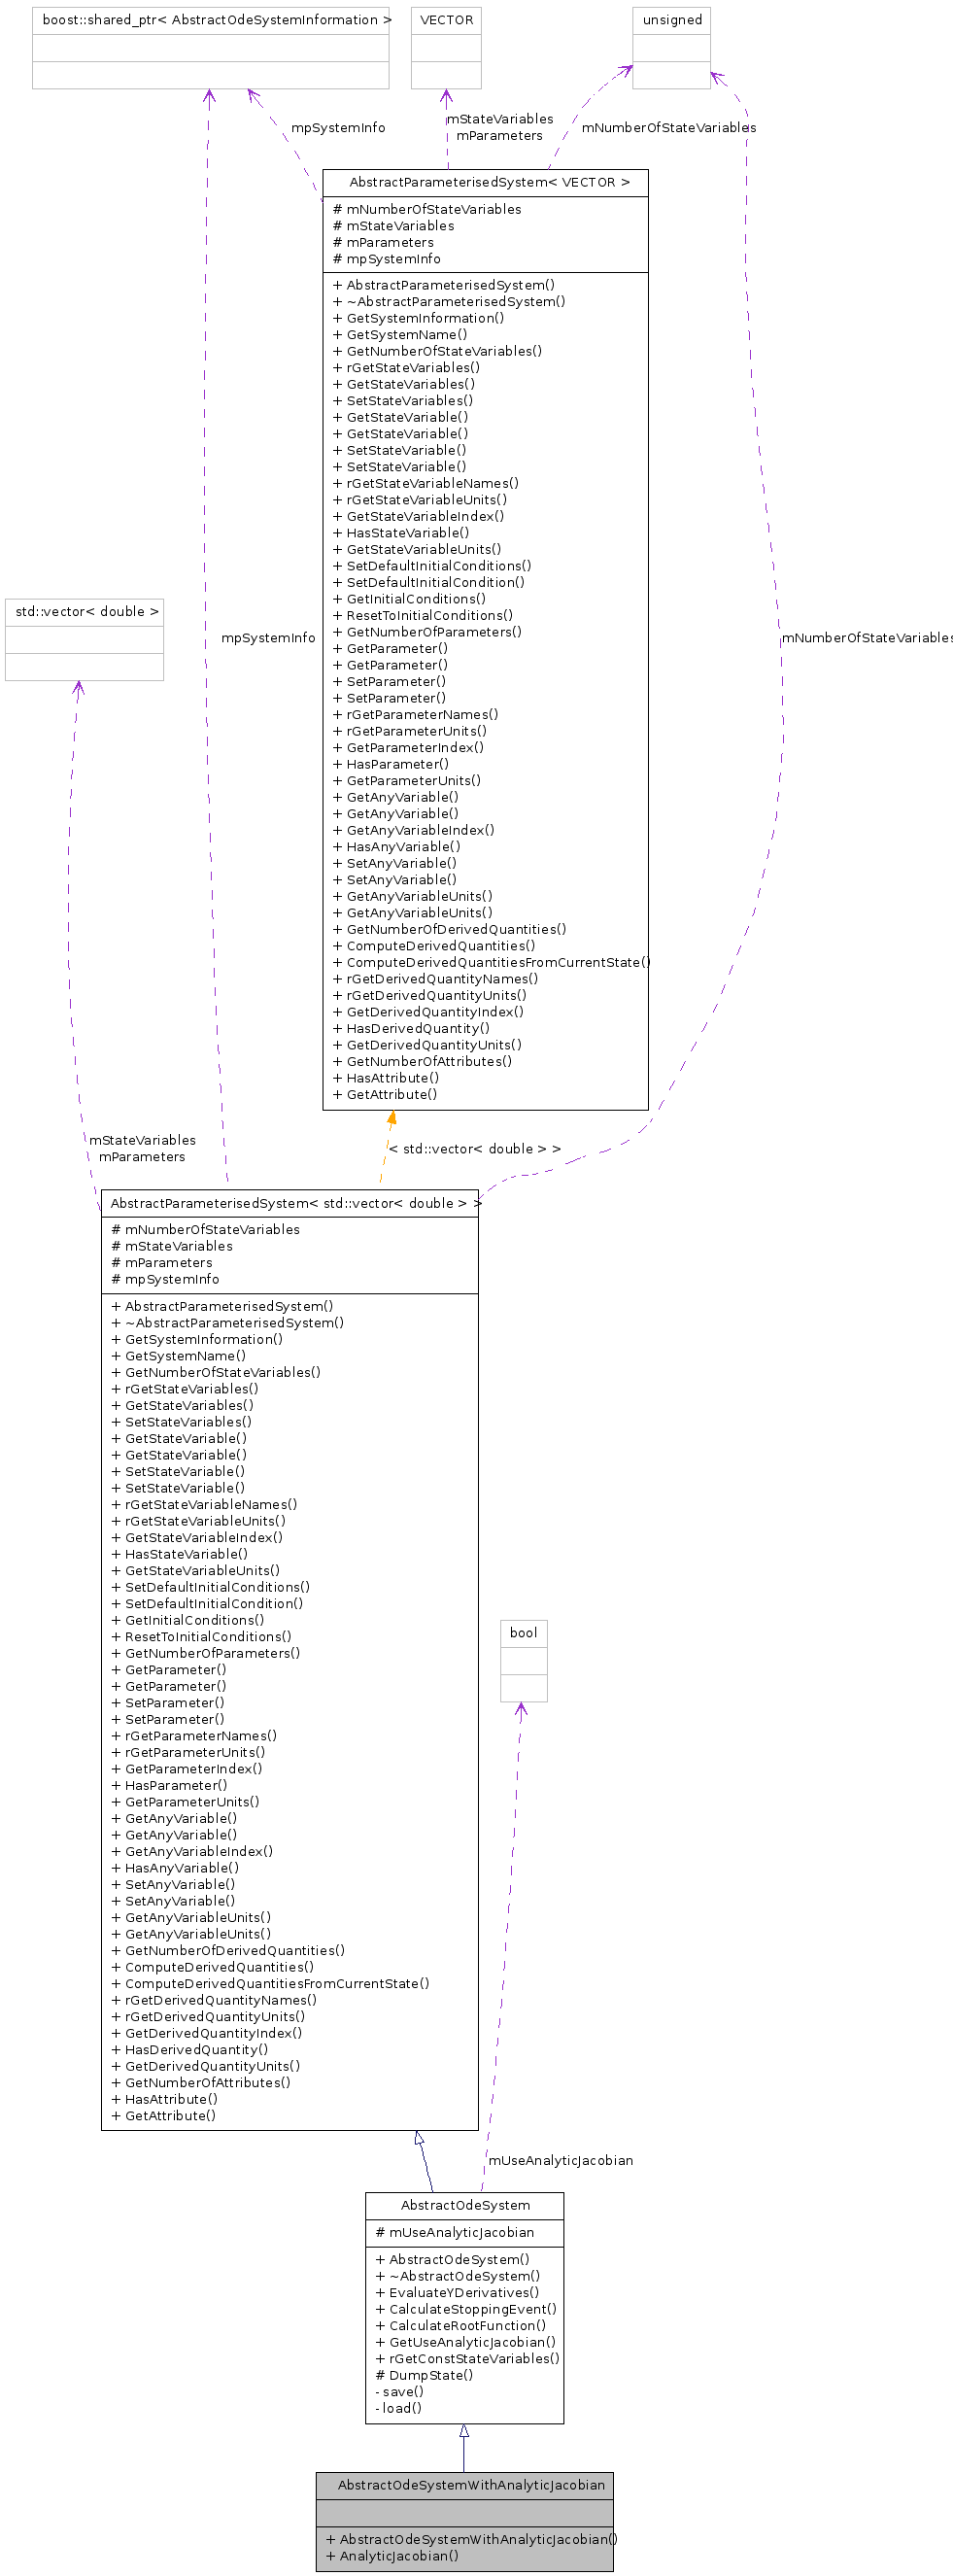 boost::shared_ptr< AbstractOdeSystemInformation >
VECTOR
unsigned
mpSystemInfo
mStateVariables
mParameters
mNumberOfStateVariables
AbstractParameterisedSystem< VECTOR >
# mNumberOfStateVariables
# mStateVariables
# mParameters
# mpSystemInfo
+ AbstractParameterisedSystem()
+ ~AbstractParameterisedSystem()
+ GetSystemInformation()
+ GetSystemName()
+ GetNumberOfStateVariables()
+ rGetStateVariables()
+ GetStateVariables()
+ SetStateVariables()
+ GetStateVariable()
+ GetStateVariable()
+ SetStateVariable()
+ SetStateVariable()
+ rGetStateVariableNames()
+ rGetStateVariableUnits()
+ GetStateVariableIndex()
+ HasStateVariable()
+ GetStateVariableUnits()
+ SetDefaultInitialConditions()
+ SetDefaultInitialCondition()
+ GetInitialConditions()
+ ResetToInitialConditions()
+ GetNumberOfParameters()
+ GetParameter()
+ GetParameter()
+ SetParameter()
+ SetParameter()
+ rGetParameterNames()
+ rGetParameterUnits()
+ GetParameterIndex()
+ HasParameter()
+ GetParameterUnits()
+ GetAnyVariable()
+ GetAnyVariable()
+ GetAnyVariableIndex()
+ HasAnyVariable()
+ SetAnyVariable()
+ SetAnyVariable()
+ GetAnyVariableUnits()
+ GetAnyVariableUnits()
+ GetNumberOfDerivedQuantities()
+ ComputeDerivedQuantities()
+ ComputeDerivedQuantitiesFromCurrentState()
+ rGetDerivedQuantityNames()
+ rGetDerivedQuantityUnits()
+ GetDerivedQuantityIndex()
+ HasDerivedQuantity()
+ GetDerivedQuantityUnits()
+ GetNumberOfAttributes()
+ HasAttribute()
+ GetAttribute()
std::vector< double >
mpSystemInfo
mNumberOfStateVariables
mStateVariables
mParameters
< std::vector< double > >
AbstractParameterisedSystem< std::vector< double > >
# mNumberOfStateVariables
# mStateVariables
# mParameters
# mpSystemInfo
+ AbstractParameterisedSystem()
+ ~AbstractParameterisedSystem()
+ GetSystemInformation()
+ GetSystemName()
+ GetNumberOfStateVariables()
+ rGetStateVariables()
+ GetStateVariables()
+ SetStateVariables()
+ GetStateVariable()
+ GetStateVariable()
+ SetStateVariable()
+ SetStateVariable()
+ rGetStateVariableNames()
+ rGetStateVariableUnits()
+ GetStateVariableIndex()
+ HasStateVariable()
+ GetStateVariableUnits()
+ SetDefaultInitialConditions()
+ SetDefaultInitialCondition()
+ GetInitialConditions()
+ ResetToInitialConditions()
+ GetNumberOfParameters()
+ GetParameter()
+ GetParameter()
+ SetParameter()
+ SetParameter()
+ rGetParameterNames()
+ rGetParameterUnits()
+ GetParameterIndex()
+ HasParameter()
+ GetParameterUnits()
+ GetAnyVariable()
+ GetAnyVariable()
+ GetAnyVariableIndex()
+ HasAnyVariable()
+ SetAnyVariable()
+ SetAnyVariable()
+ GetAnyVariableUnits()
+ GetAnyVariableUnits()
+ GetNumberOfDerivedQuantities()
+ ComputeDerivedQuantities()
+ ComputeDerivedQuantitiesFromCurrentState()
+ rGetDerivedQuantityNames()
+ rGetDerivedQuantityUnits()
+ GetDerivedQuantityIndex()
+ HasDerivedQuantity()
+ GetDerivedQuantityUnits()
+ GetNumberOfAttributes()
+ HasAttribute()
+ GetAttribute()
bool
mUseAnalyticJacobian
AbstractOdeSystem
# mUseAnalyticJacobian
+ AbstractOdeSystem()
+ ~AbstractOdeSystem()
+ EvaluateYDerivatives()
+ CalculateStoppingEvent()
+ CalculateRootFunction()
+ GetUseAnalyticJacobian()
+ rGetConstStateVariables()
# DumpState()
- save()
- load()
AbstractOdeSystemWithAnalyticJacobian
+ AbstractOdeSystemWithAnalyticJacobian()
+ AnalyticJacobian()